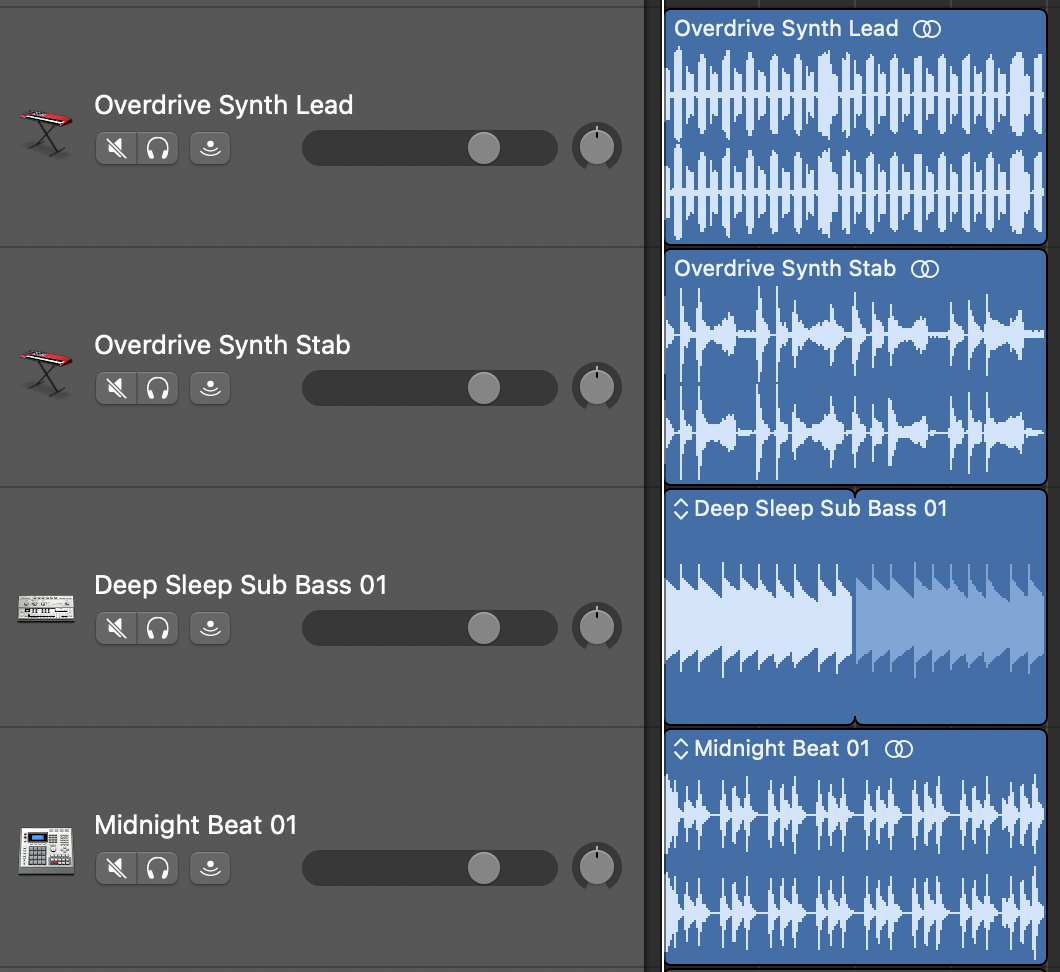 Overdrive Synth Lead
Overdrive Synth Lead
Overdrive Synth Stab
Overdrive Synth Stab
Deep Sleep Sub Bass 01
Deep Sleep Sub Bass 01
Midnight Beat 01
Midnight Beat 01